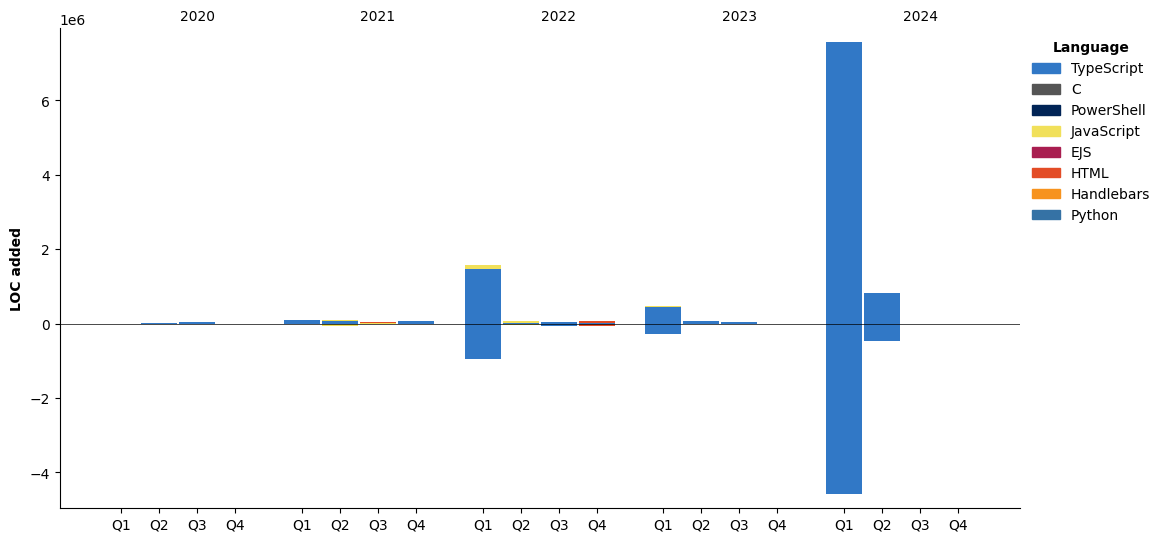 1e6
2020 2021 2022 2023 2024
Language
TypeScript
C
PowerShell
JavaScript
EJS
HTML
Handlebars
Python
LOC added
6
4
2
0
−2
−4
Q1 Q2 Q3 Q4 Q1 Q2 Q3 Q4 Q1 Q2 Q3 Q4 Q1 Q2 Q3 Q4 Q1 Q2 Q3 Q4